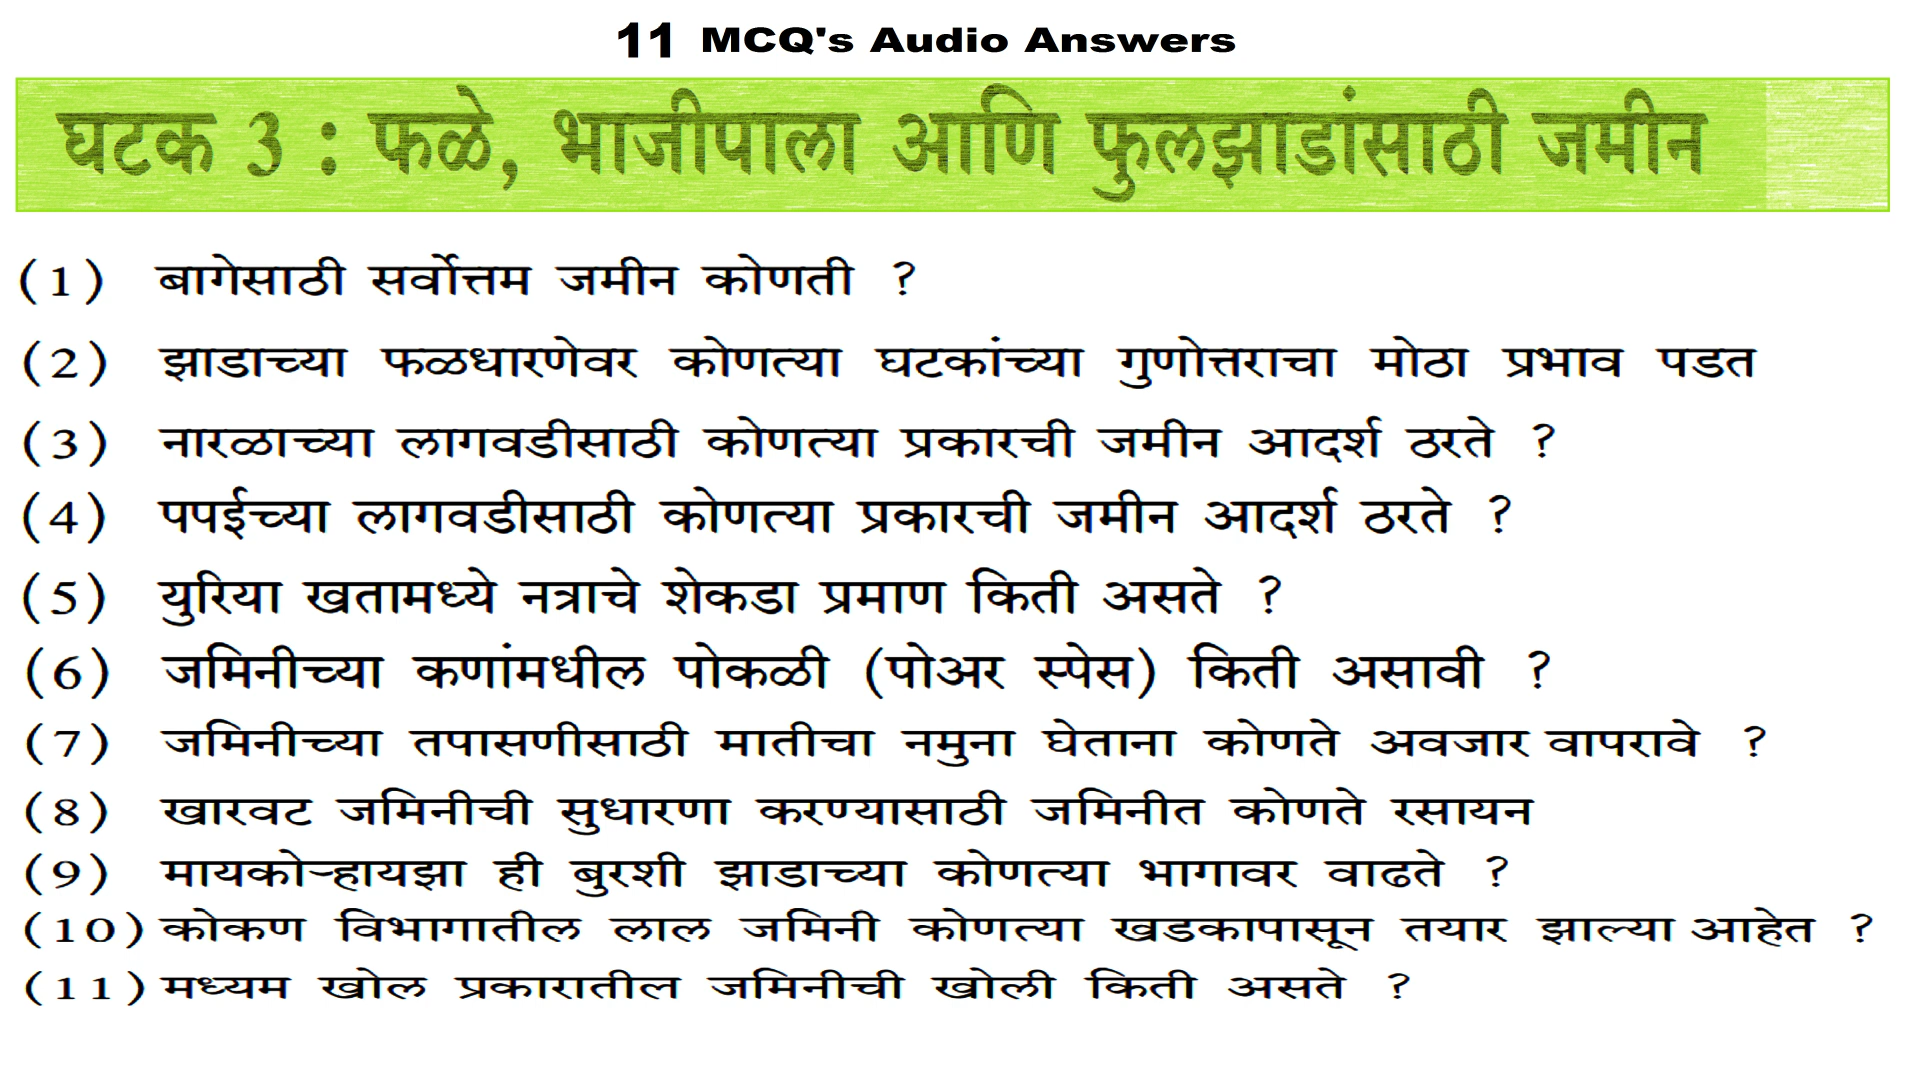 11 MCQ's Audio Answers
घटक 3 : फळे, भाजीपाला आणि फुलझाडांसाठी जमीन
(1) बागेसाठी सर्वोत्तम जमीन कोणती ?
(2) झाडाच्या फळधारणेवर कोणत्या घटकांच्या गुणोत्तराचा मोठा प्रभाव पडत
(3) नारळाच्या लागवडीसाठी कोणत्या प्रकारची जमीन आदर्श ठरते ?
(4) पपईच्या लागवडीसाठी कोणत्या प्रकारची जमीन आदर्श ठरते ?
(5) युरिया खतामध्ये नत्राचे शेकडा प्रमाण किती असते ?
(6) जमिनीच्या कणांमधील पोकळी (पोअर स्पेस) किती असावी ?
(7) जमिनीच्या तपासणीसाठी मातीचा नमुना घेताना कोणते अवजार वापरावे ?
(8) खारवट जमिनीची सुधारणा करण्यासाठी जमिनीत कोणते रसायन
(9) मायकोऱ्हायझा ही बुरशी झाडाच्या कोणत्या भागावर वाढते ?
(10) कोकण विभागातील लाल जमिनी कोणत्या खडकापासून तयार झाल्या आहेत ?
(11) मध्यम खोल प्रकारातील जमिनीची खोली किती असते ?